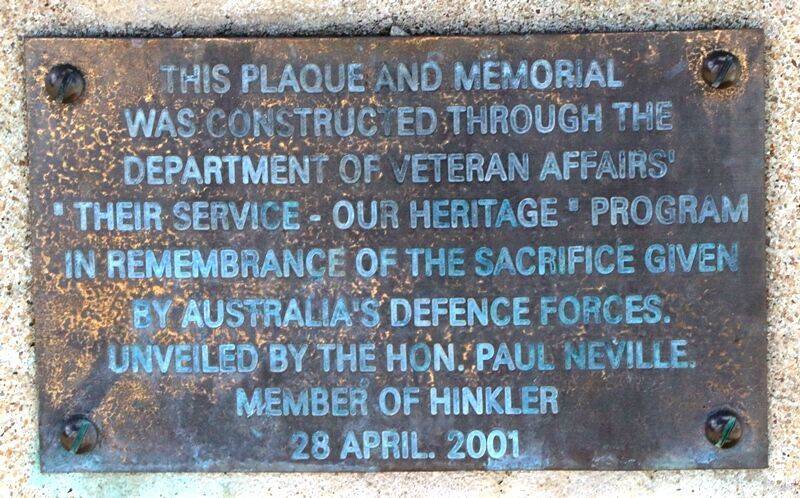 THIS PLAQUE AND MEMORIAL
WAS CONSTRUCTED THROUGH THE
DEPARTMENT OF VETERAN AFFAIRS'
" THEIR SERVICE - OUR HERITAGE " PROGRAM
IN REMEMBRANCE OF THE SACRIFICE GIVEN
BY AUSTRALIA'S DEFENCE FORCES.
UNVEILED BY THE HON. PAUL NEVILLE.
MEMBER OF HINKLER
28 APRIL. 2001